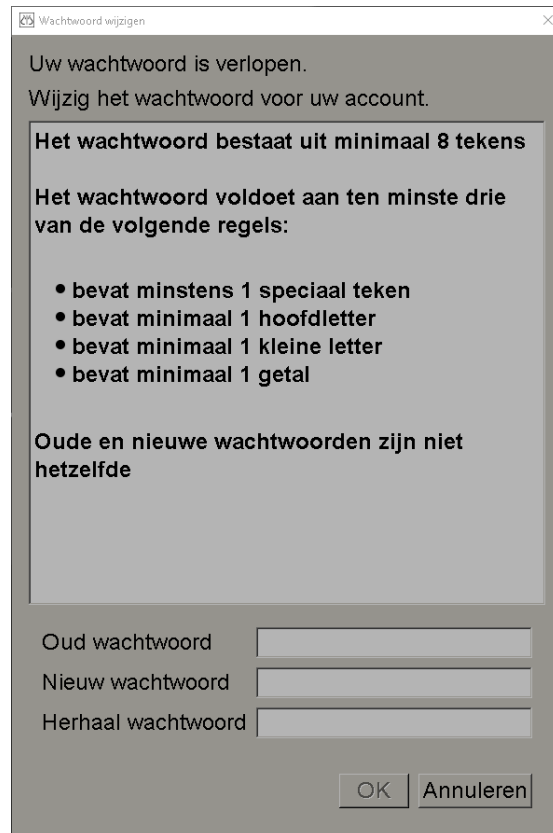 Wachtwoord wijzigen
Uw wachtwoord is verlopen.
Wijzig het wachtwoord voor uw account.
Het wachtwoord bestaat uit minimaal 8 tekens
Het wachtwoord voldoet aan ten minste drie
van de volgende regels:
• bevat minstens 1 speciaal teken
• bevat minimaal 1 hoofdletter
• bevat minimaal 1 kleine letter
• bevat minimaal 1 getal
Oude en nieuwe wachtwoorden zijn niet
hetzelfde
Oud wachtwoord
Nieuw wachtwoord
Herhaal wachtwoord
OK Annuleren